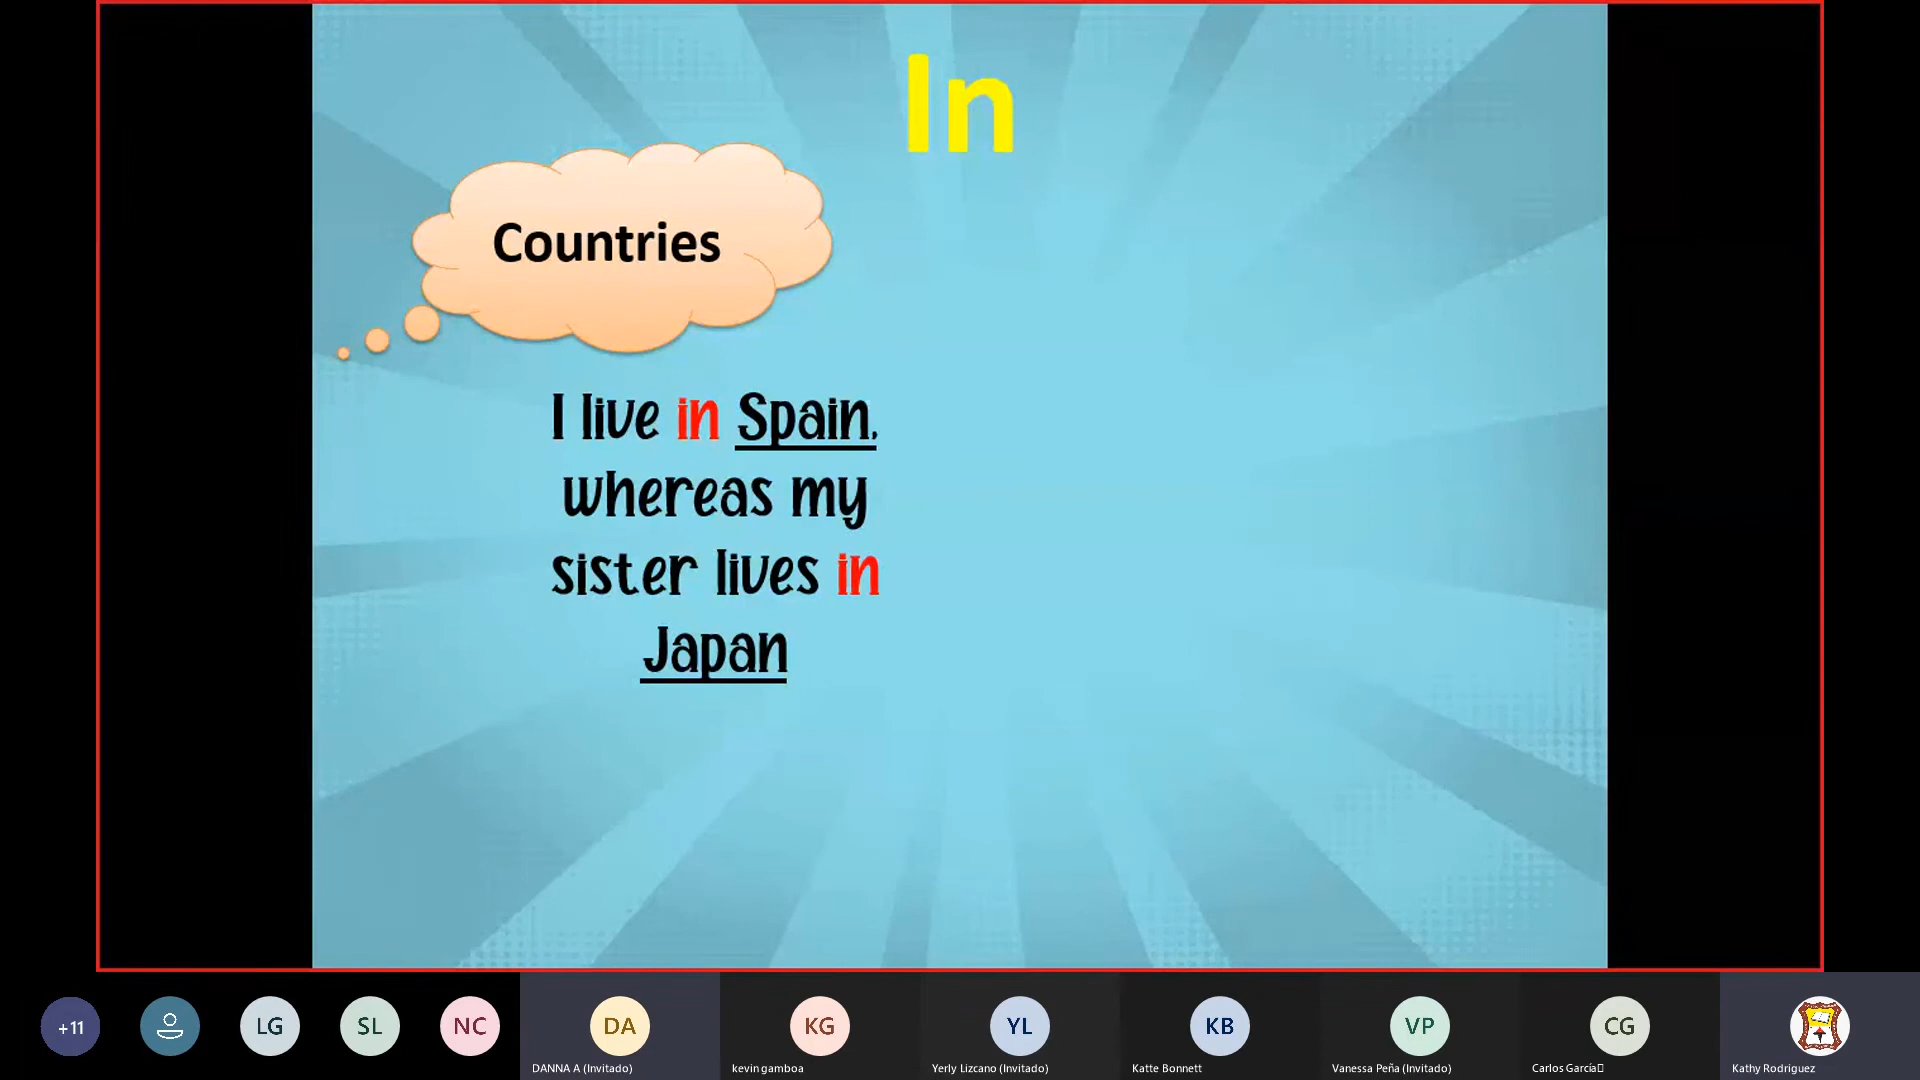 In
Countries
I live in Spain,
whereas my
sister lives in
Japan
+11
LG
SL
NC
DA
KG
YL
KB
VP
CG
DANNA A (Invitado)
kevin gamboa
Yerly Lizcano (Invitado)
Katte Bonnett
Vanessa Peña (Invitado)
Carlos García
Kathy Rodriguez